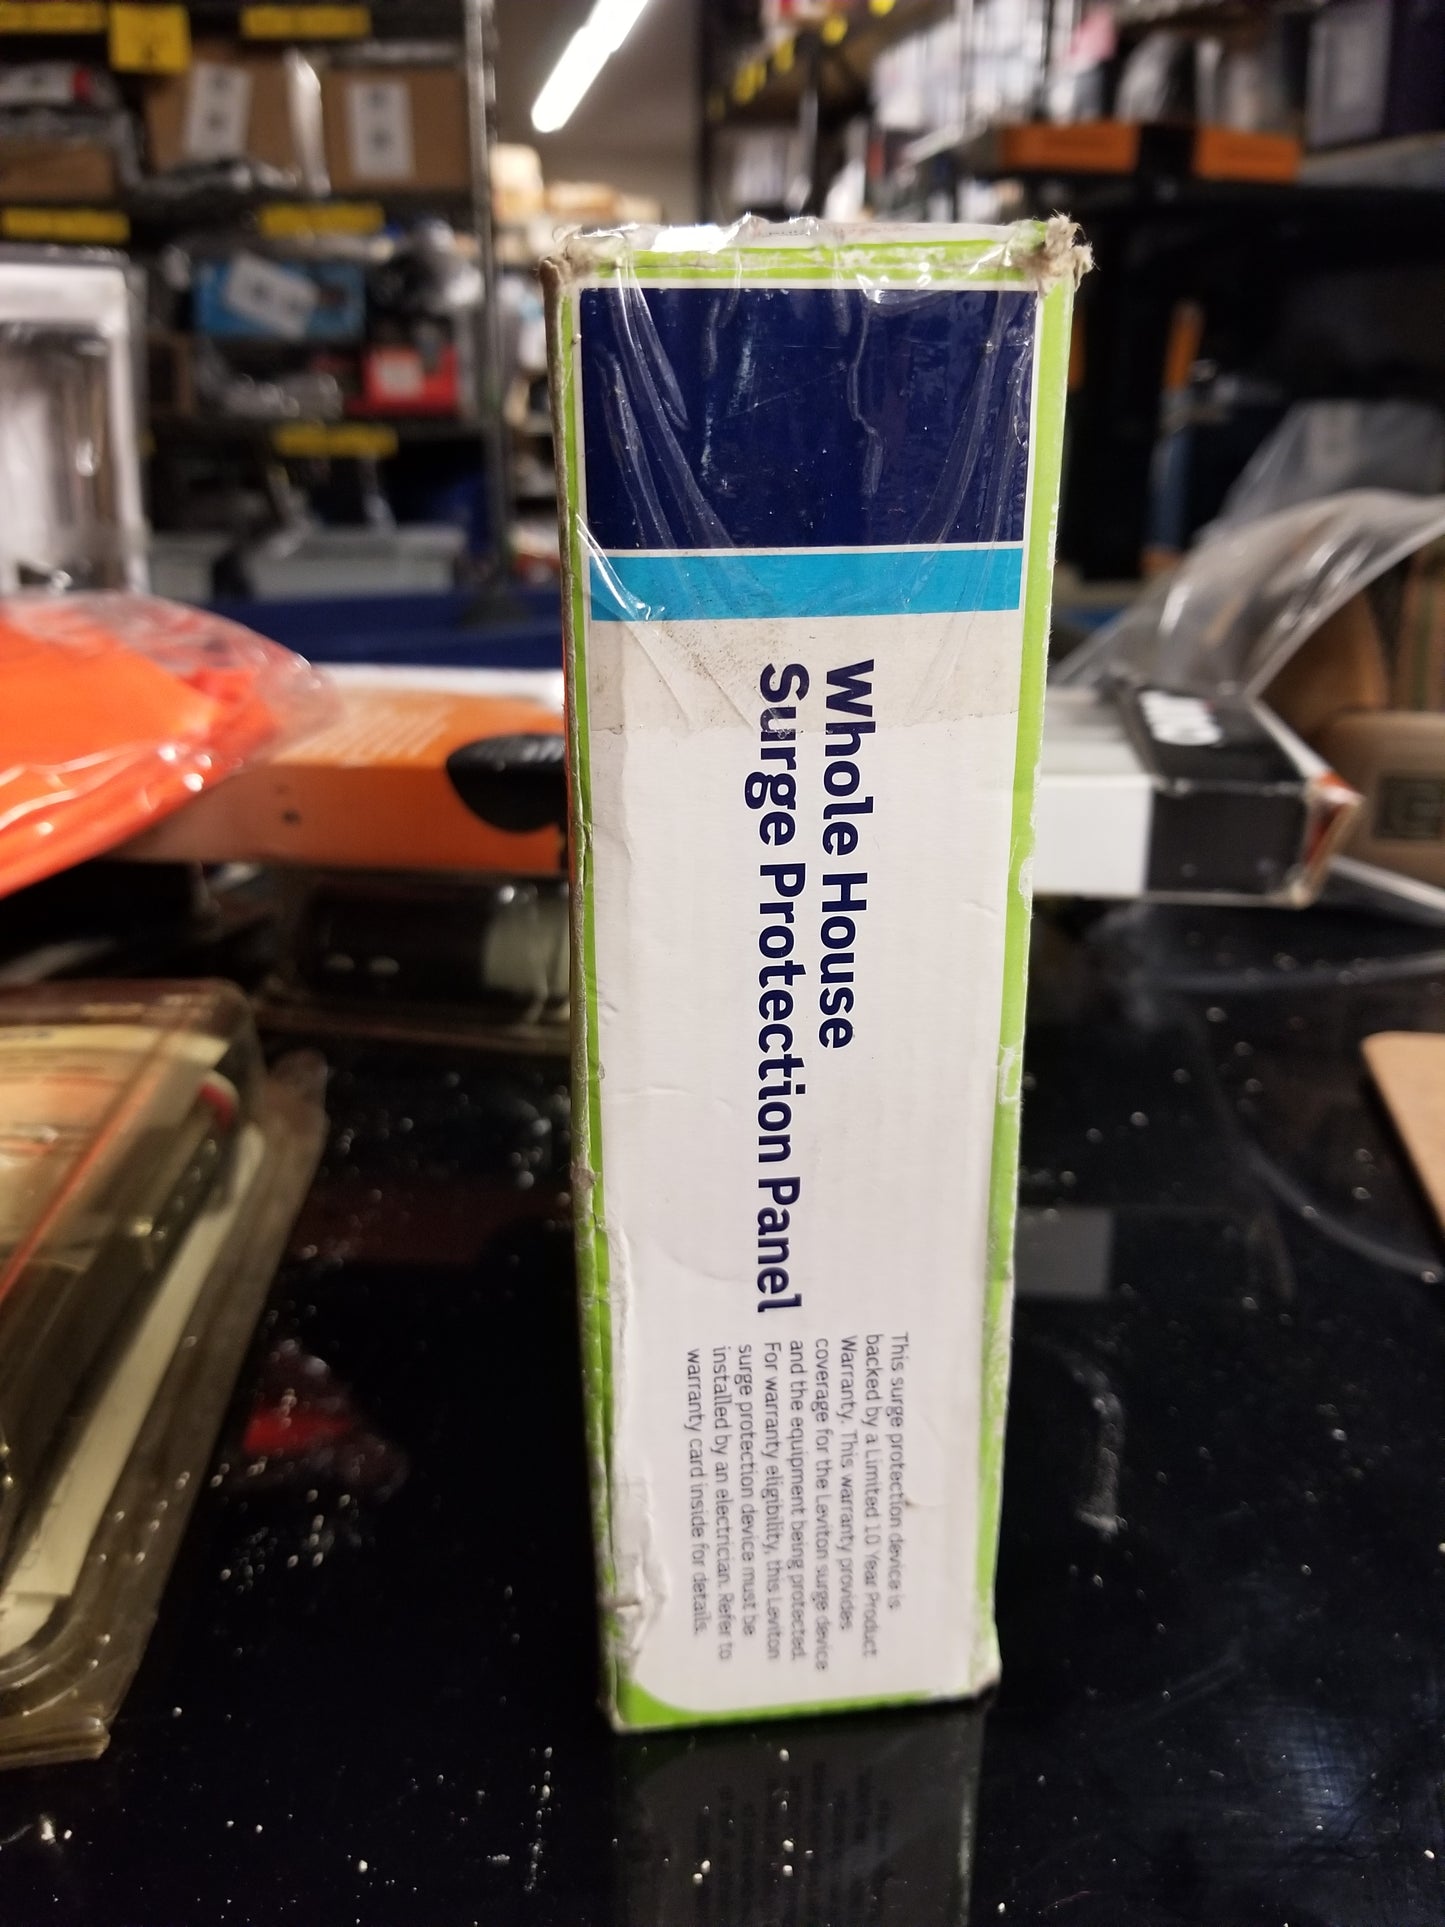 Whole House
Surge Protection Panel
This surge protection device is
backed by a Limited 10 Year Product
Warranty. This warranty provides
coverage for the Leviton surge device
and the equipment being protected.
For warranty eligibility, this Leviton
surge protection device must be
installed by an electrician. Refer to
warranty card inside for details.